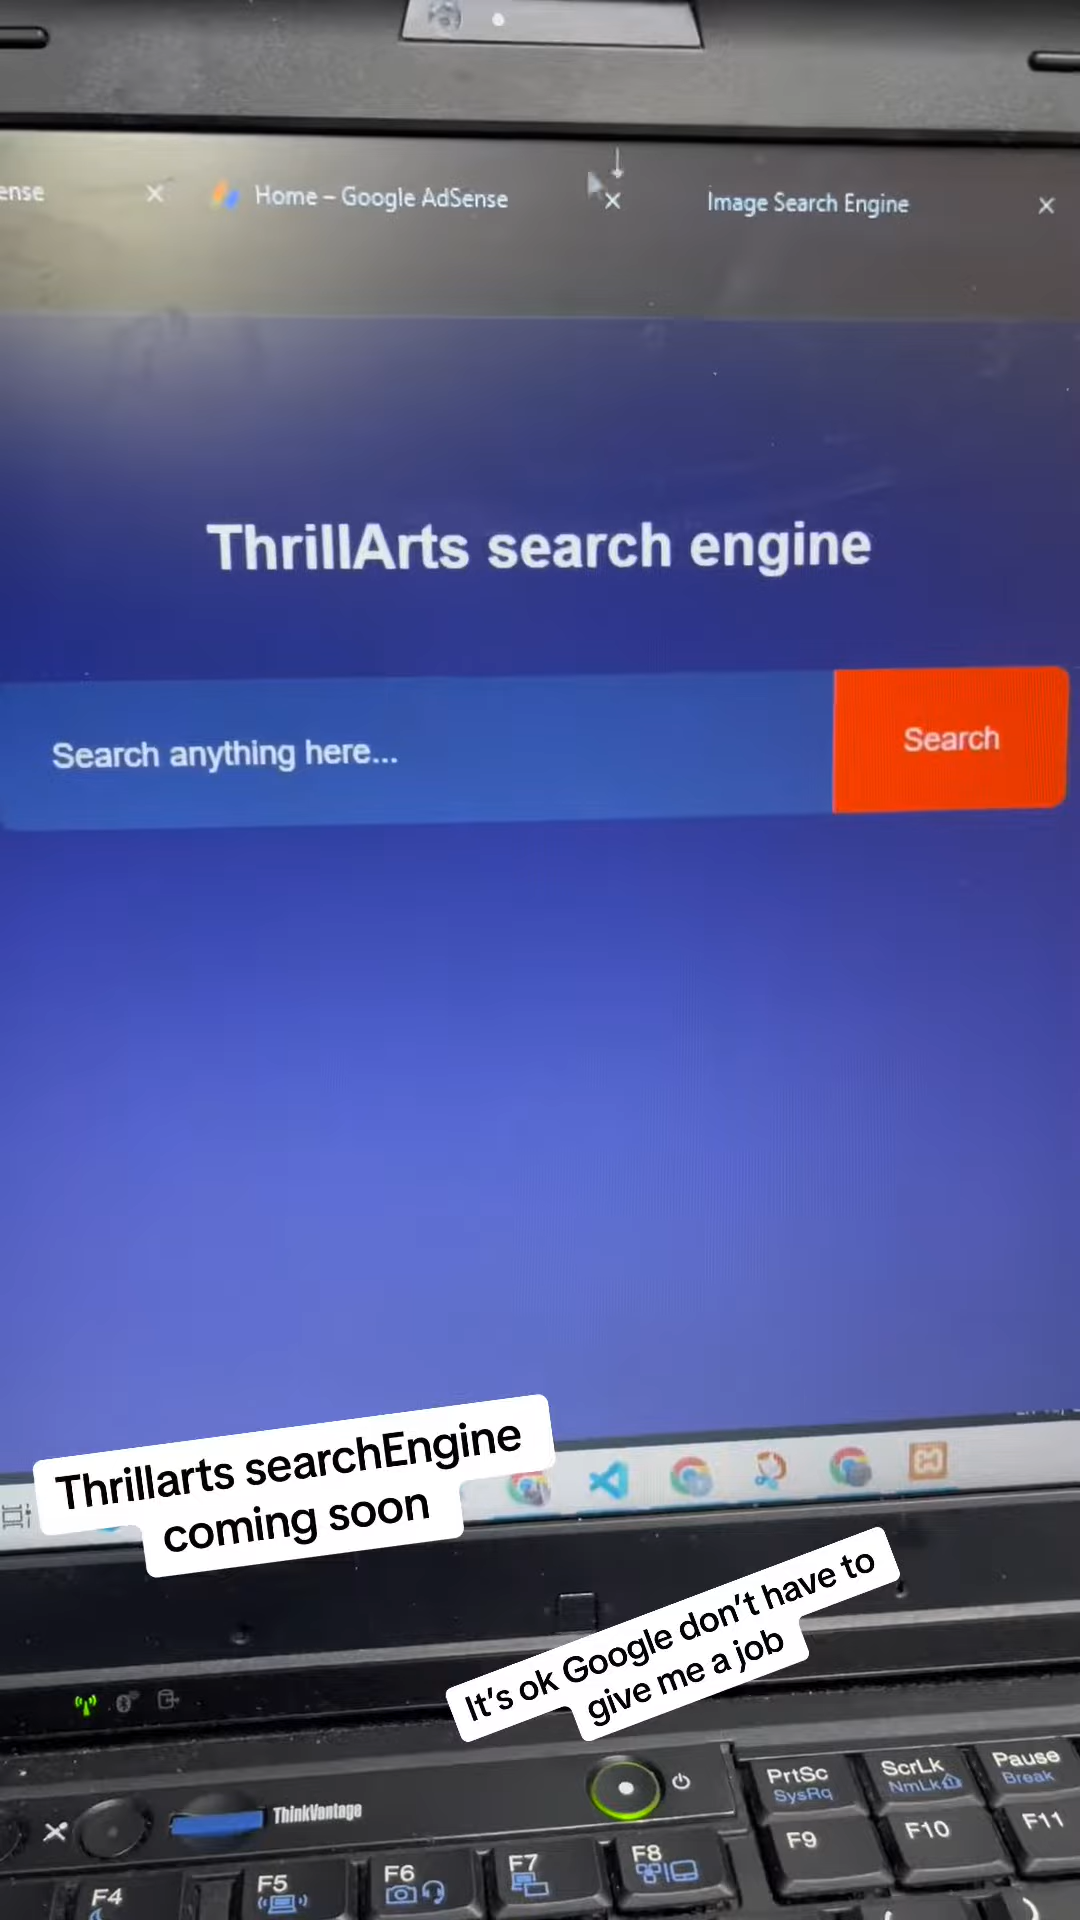 ense
Home – Google AdSense
Image Search Engine
ThrillArts search engine
Search anything here...
Search
Thrillarts searchEngine
coming soon
It's ok Google don't have to
give me a job
ThinkVantage
PrtSc
SysRq
ScrLk
NmLk
Pause
Break
F4
F5
F6
F7
F8
F9
F10
F11